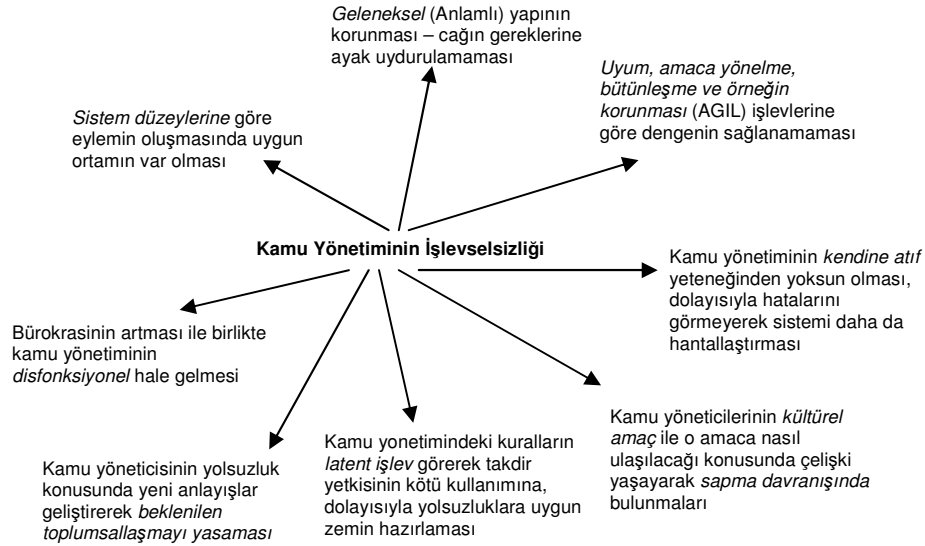 Geleneksel (Anlamlı) yapının
korunması – cağın gereklerine
ayak uydurulamaması
Uyum, amaca yönelme,
bütünleşme ve örneğin
korunması (AGIL) işlevlerine
göre dengenin sağlanamaması
Sistem düzeylerine göre
eylemin oluşmasında uygun
ortamın var olması
Kamu Yönetiminin İşlevselsizliği
Kamu yönetiminin kendine atıf
yeteneğinden yoksun olması,
dolayısıyla hatalarını
görmeyerek sistemi daha da
hantallaştırması
Bürokrasinin artması ile birlikte
kamu yönetiminin
disfonksiyonel hale gelmesi
Kamu yöneticilerinin kültürel
amaç ile o amaca nasıl
ulaşılacağı konusunda çelişki
yaşayarak sapma davranışında
bulunmaları
Kamu yonetimindeki kuralların
latent işlev görerek takdir
yetkisinin kötü kullanımına,
dolayısıyla yolsuzluklara uygun
zemin hazırlaması
Kamu yöneticisinin yolsuzluk
konusunda yeni anlayışlar
geliştirerek beklenilen
toplumsallaşmayı yasaması